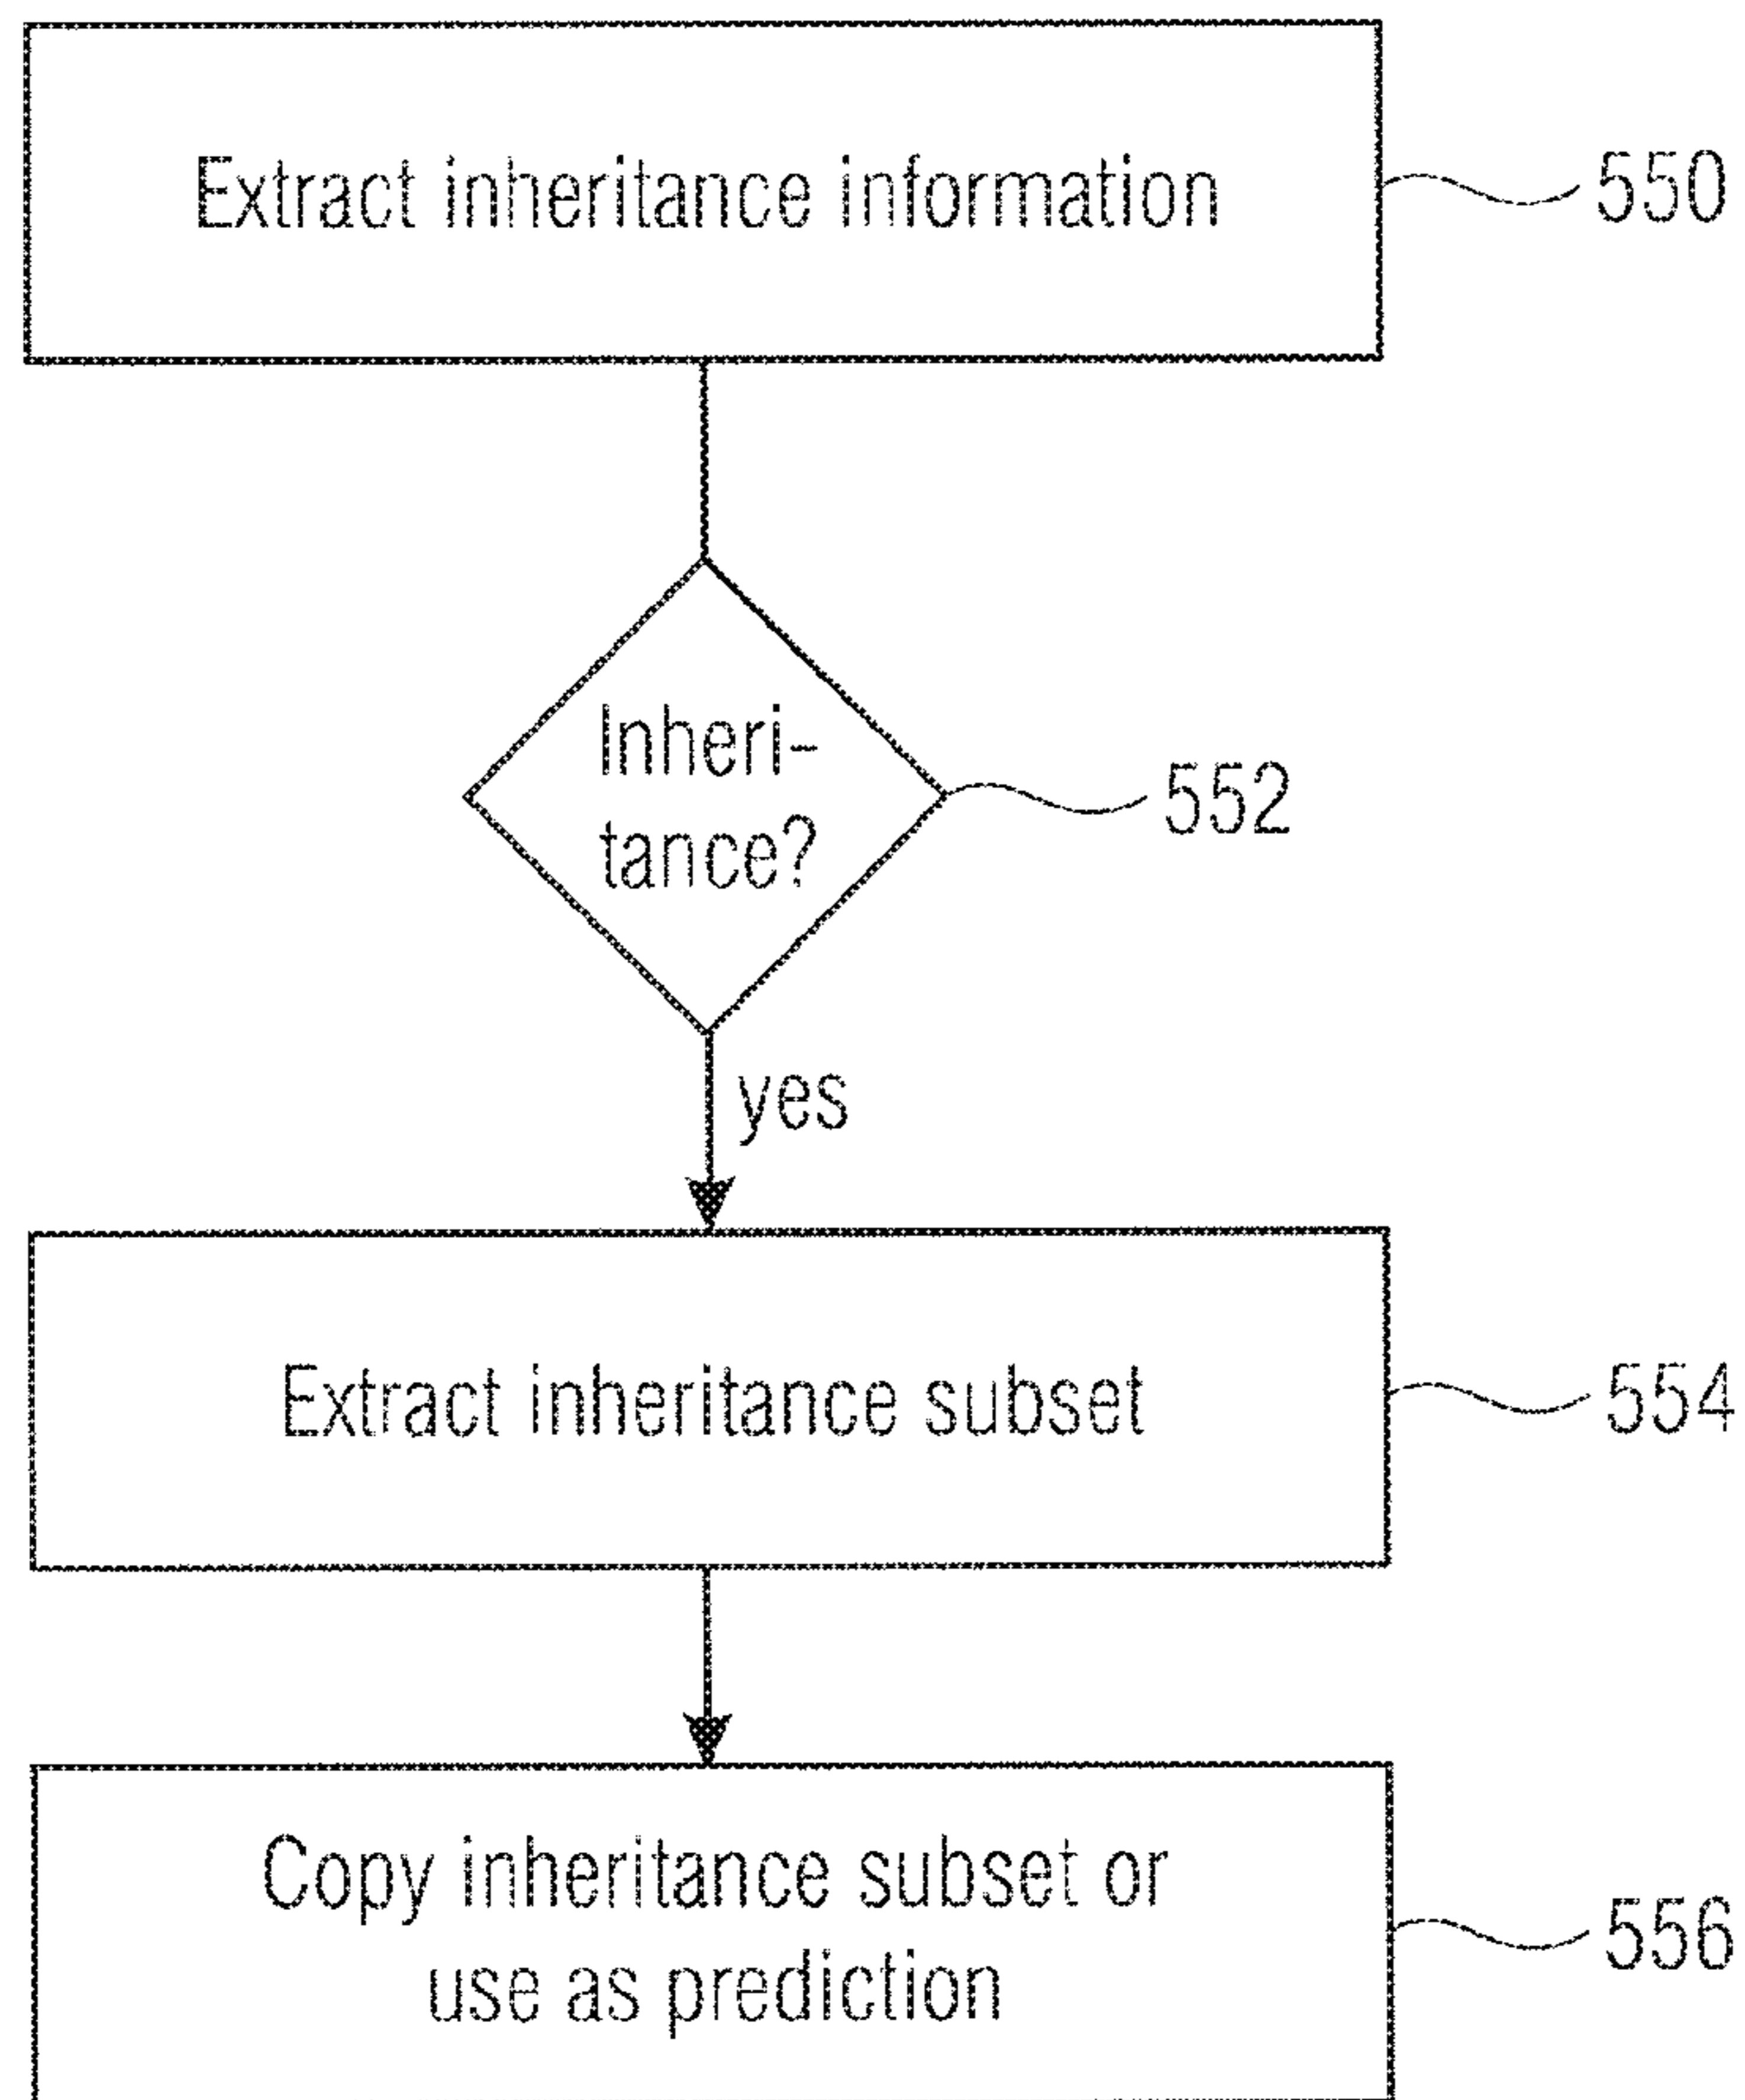 Extract inheritance information
550
Inheri-
tance?
552
yes
Extract inheritance subset
554
Copy inheritance subset or
use as prediction
556